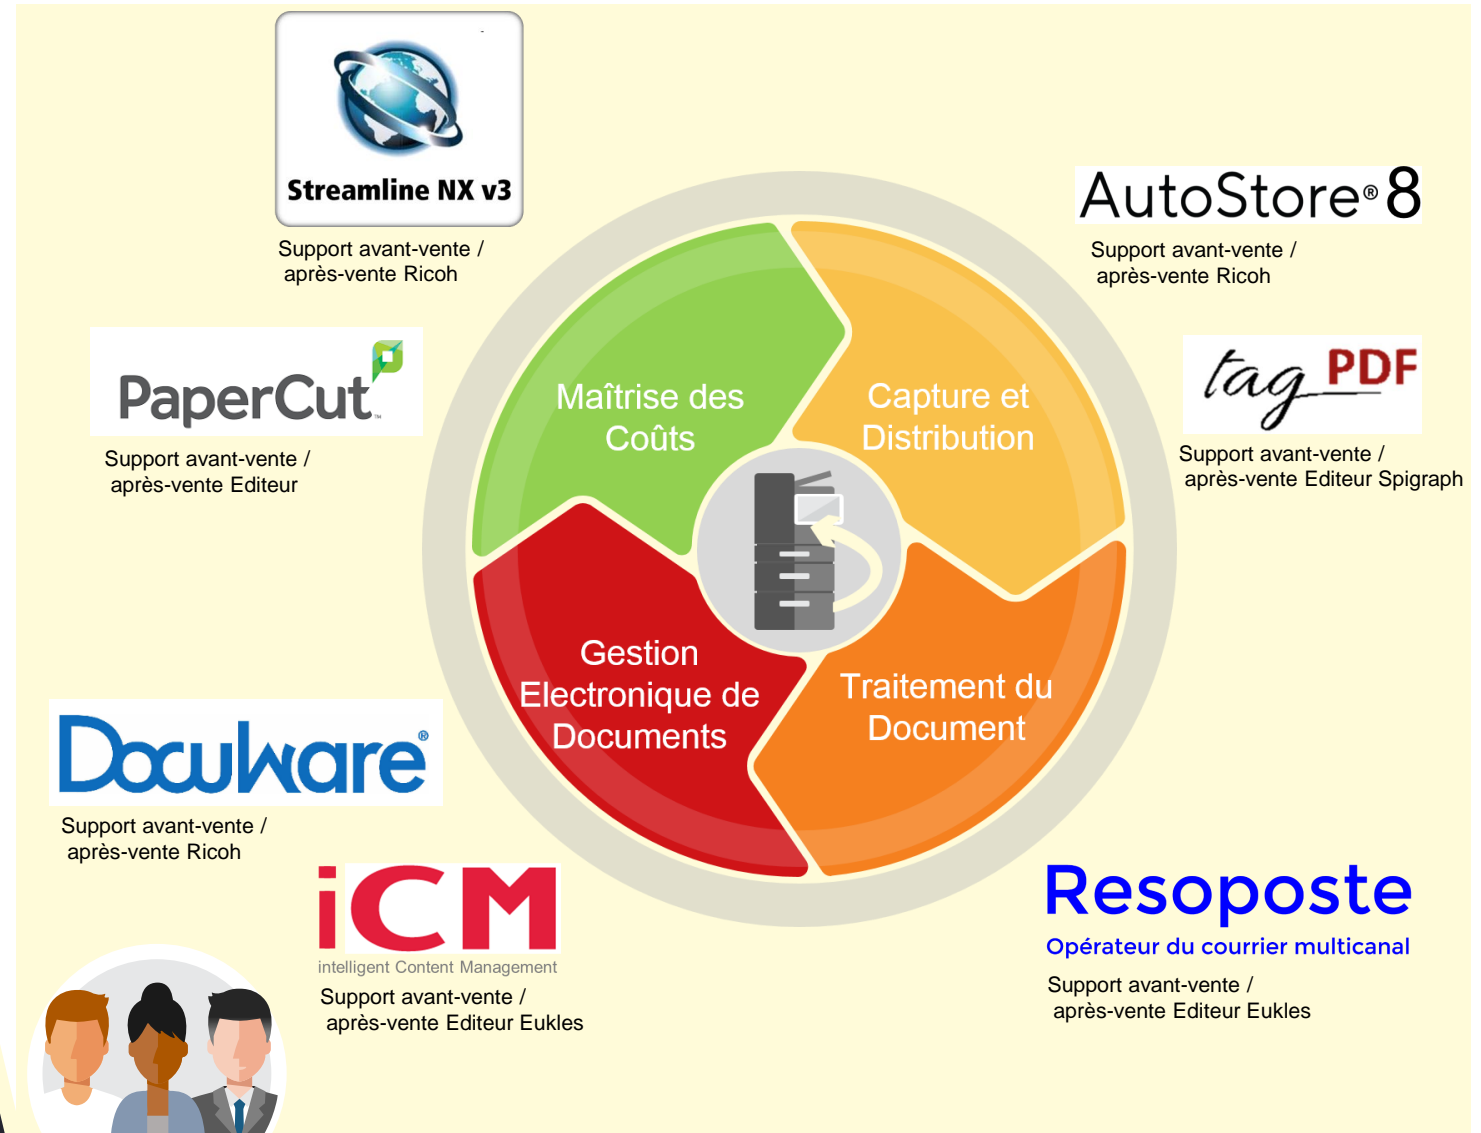 Streamline NX v3
Support avant-vente /
après-vente Ricoh
AutoStore® 8
Support avant-vente /
après-vente Ricoh
PaperCut™
Support avant-vente /
après-vente Editeur
tag PDF
Support avant-vente /
après-vente Editeur Spigraph
Maîtrise des
Coûts
Capture et
Distribution
Gestion
Electronique de
Documents
Traitement du
Document
DocuWare®
Support avant-vente /
après-vente Ricoh
iCM
intelligent Content Management
Support avant-vente /
après-vente Editeur Eukles
Resoposte
Opérateur du courrier multicanal
Support avant-vente /
après-vente Editeur Eukles